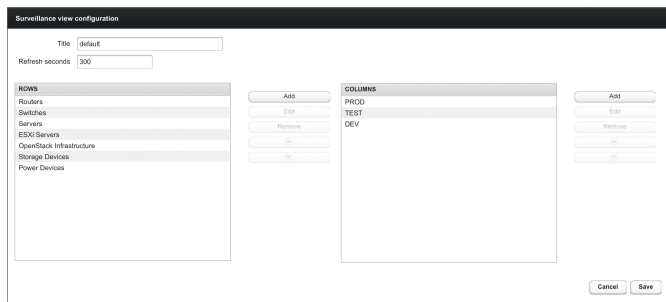 Surveillance view configuration
Title default
Refresh seconds 300
ROWS
Routers
Switches
Servers
ESXi Servers
OpenStack Infrastructure
Storage Devices
Power Devices
Add
Edit
Remove
COLUMNS
PROD
TEST
DEV
Add
Edit
Remove
Cancel Save